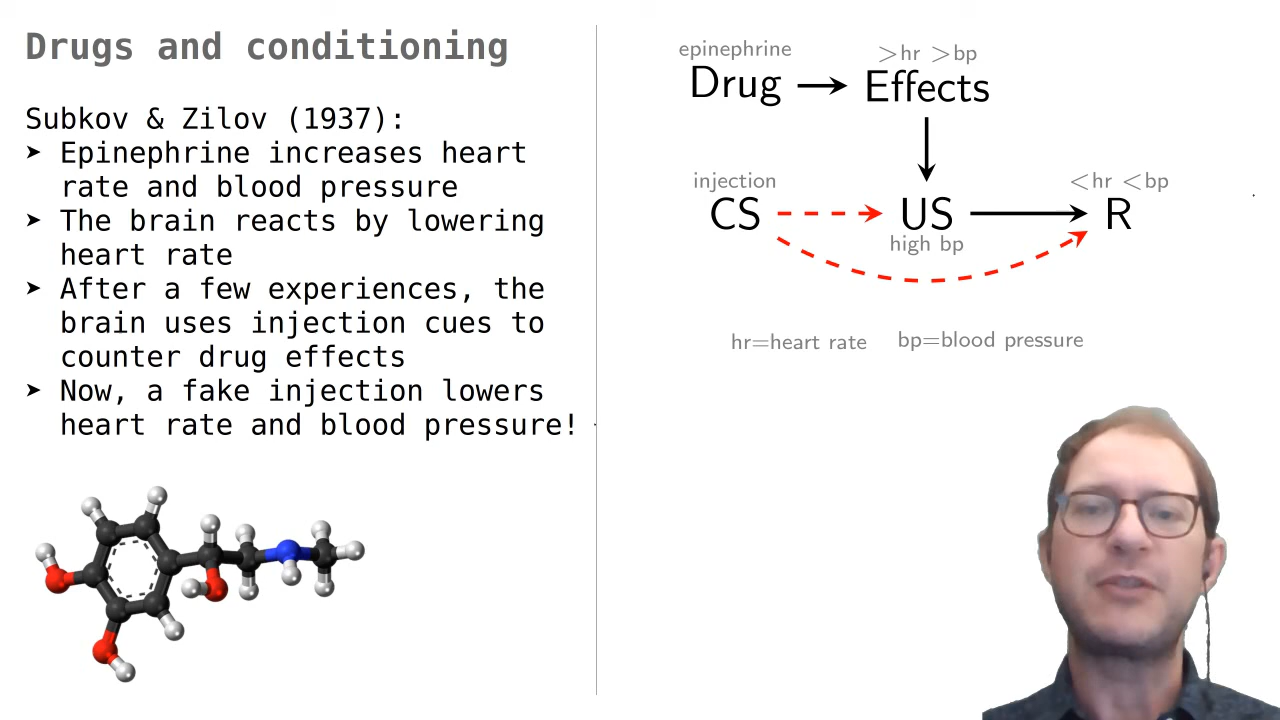 Drugs and conditioning
Subkov & Zilov (1937):
➤ Epinephrine increases heart
rate and blood pressure
➤ The brain reacts by lowering
heart rate
➤ After a few experiences, the
brain uses injection cues to
counter drug effects
➤ Now, a fake injection lowers
heart rate and blood pressure!
epinephrine
>hr >bp
Drug
Effects
injection
<hr <bp
CS
US
R
high bp
hr=heart rate
bp=blood pressure